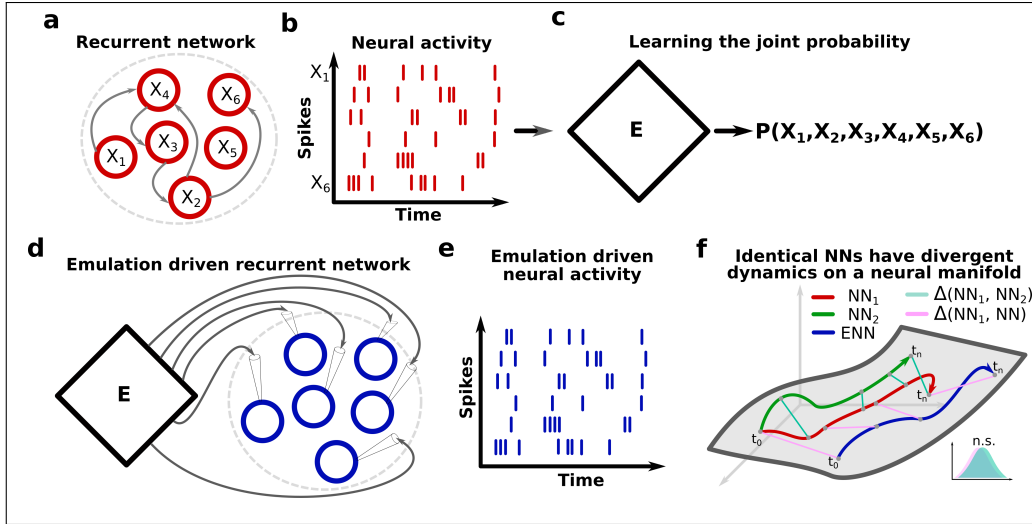 a
Recurrent network
X₄
X₆
X₃
X₅
X₁
X₂
b
Neural activity
X₁
Spikes
X₆
Time
c
Learning the joint probability
E
P(X₁,X₂,X₃,X₄,X₅,X₆)
d
Emulation driven recurrent network
E
e
Emulation driven
neural activity
Spikes
Time
f
Identical NNs have divergent
dynamics on a neural manifold
NN₁
Δ(NN₁, NN₂)
NN₂
Δ(NN₁, NN)
ENN
tₙ
tₙ
tₙ
t₀
t₀
n.s.